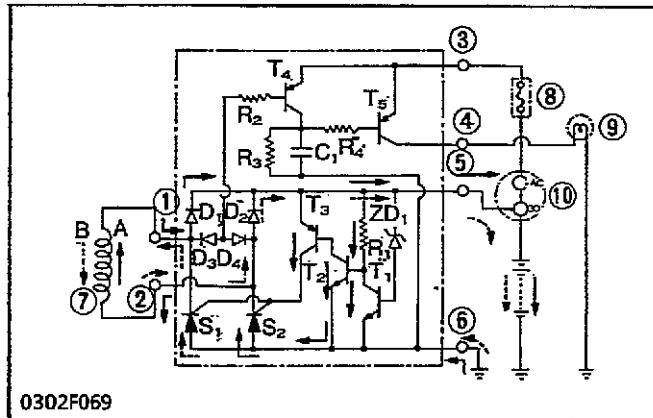 ③
T₄
T₅
⑧
R₂
④
⑨
R₃
C₁
R₄
⑤
AC
⑩
①
D₁
D₂
T₃
ZD₁
B
A
D₃
D₄
T₂
T₁
⑦
②
S₁
S₂
⑥
0302F069